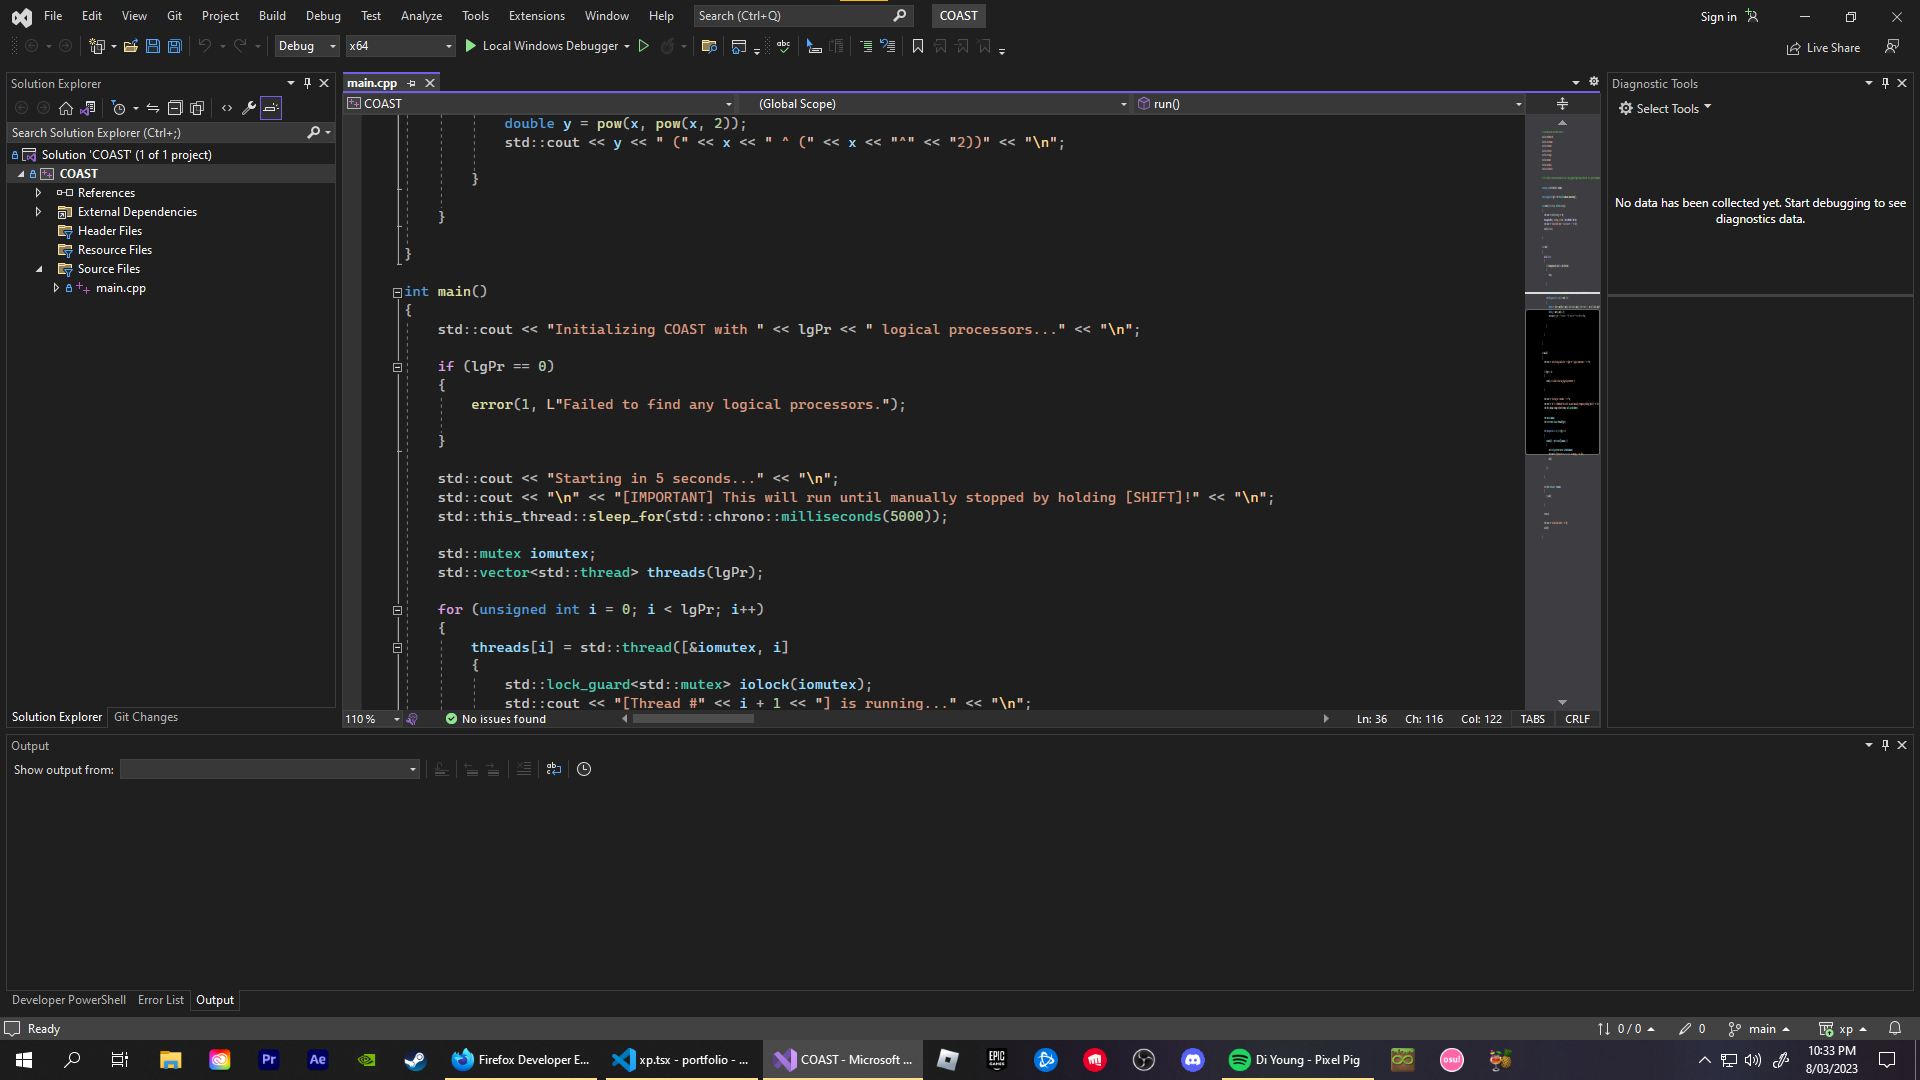 File Edit View Git Project Build Debug Test Analyze Tools Extensions Window Help Search (Ctrl+Q) COAST Sign in
Debug x64 Local Windows Debugger Live Share
Solution Explorer
Search Solution Explorer (Ctrl+;)
Solution 'COAST' (1 of 1 project)
COAST
References
External Dependencies
Header Files
Resource Files
Source Files
main.cpp
Solution Explorer Git Changes
main.cpp
COAST (Global Scope) run()
double y = pow(x, pow(x, 2));
std::cout << y << " (" << x << " ^ (" << x << "^" << "2))" << "\n";
}
}
}
int main()
{
std::cout << "Initializing COAST with " << lgPr << " logical processors..." << "\n";
if (lgPr == 0)
{
error(1, L"Failed to find any logical processors.");
}
std::cout << "Starting in 5 seconds..." << "\n";
std::cout << "\n" << "[IMPORTANT] This will run until manually stopped by holding [SHIFT]!" << "\n";
std::this_thread::sleep_for(std::chrono::milliseconds(5000));
std::mutex iomutex;
std::vector<std::thread> threads(lgPr);
for (unsigned int i = 0; i < lgPr; i++)
{
threads[i] = std::thread([&iomutex, i]
{
std::lock_guard<std::mutex> iolock(iomutex);
std::cout << "[Thread #" << i + 1 << "] is running..." << "\n";
110 % No issues found Ln: 36 Ch: 116 Col: 122 TABS CRLF
Diagnostic Tools
Select Tools
No data has been collected yet. Start debugging to see
diagnostics data.
Output
Show output from:
Developer PowerShell Error List Output
Ready 0 / 0 0 main xp
Pr Ae Firefox Developer E... xp.tsx - portfolio - ... COAST - Microsoft ... EPIC GAMES osu! Di Young - Pixel Pig
10:33 PM
8/03/2023